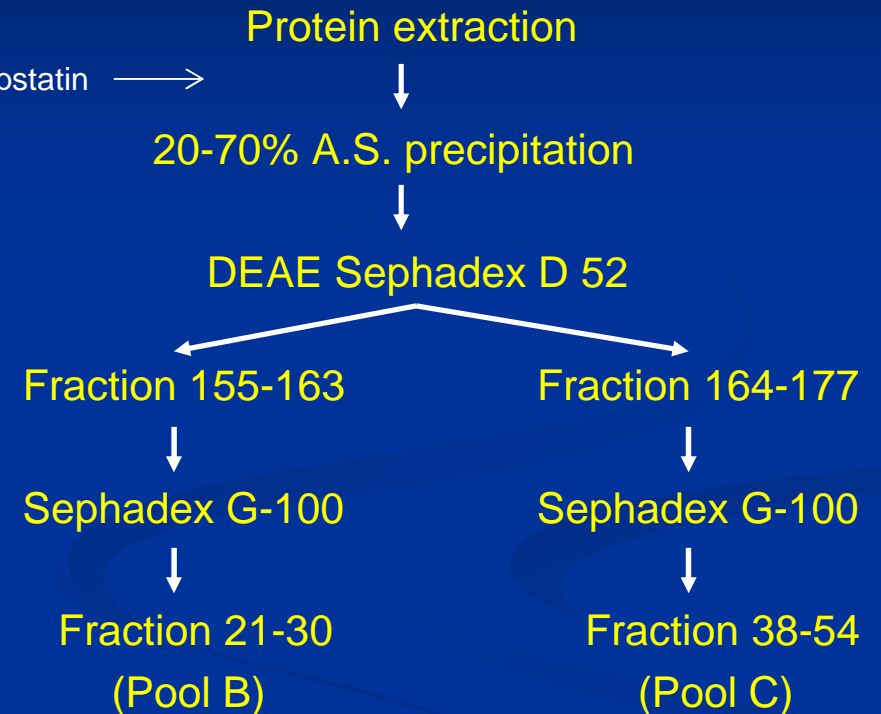 Protein extraction
ostatin
20-70% A.S. precipitation
DEAE Sephadex D 52
Fraction 155-163 Fraction 164-177
Sephadex G-100 Sephadex G-100
Fraction 21-30 Fraction 38-54
(Pool B) (Pool C)